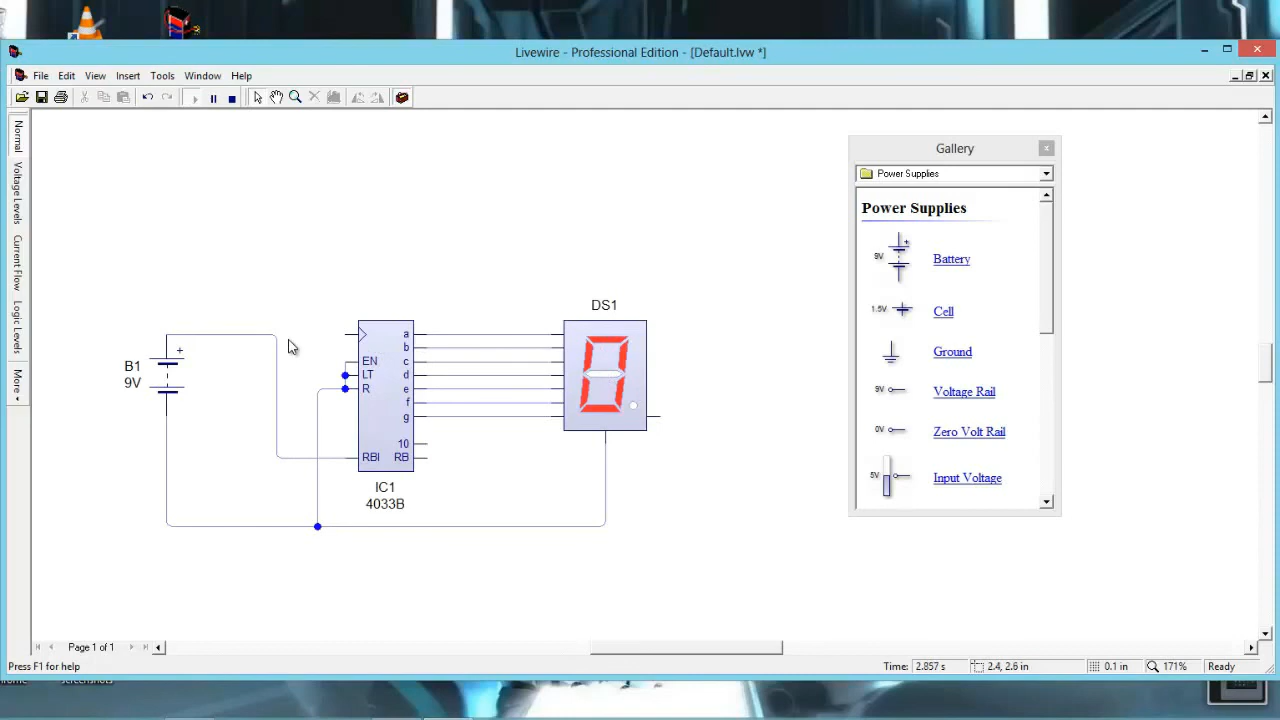 Livewire - Professional Edition - [Default.lvw *]
File Edit View Insert Tools Window Help
Normal
Voltage Levels
Current Flow
Logic Levels
More
Gallery
Power Supplies
Power Supplies
9V + Battery
1.5V Cell
Ground
9V Voltage Rail
0V Zero Volt Rail
5V Input Voltage
DS1
B1
9V
+
EN
LT
R
RBI
a
b
c
d
e
f
g
10
RB
IC1
4033B
Page 1 of 1
Press F1 for help
Time: 2.857 s
2.4, 2.6 in
0.1 in
171%
Ready
screenshots